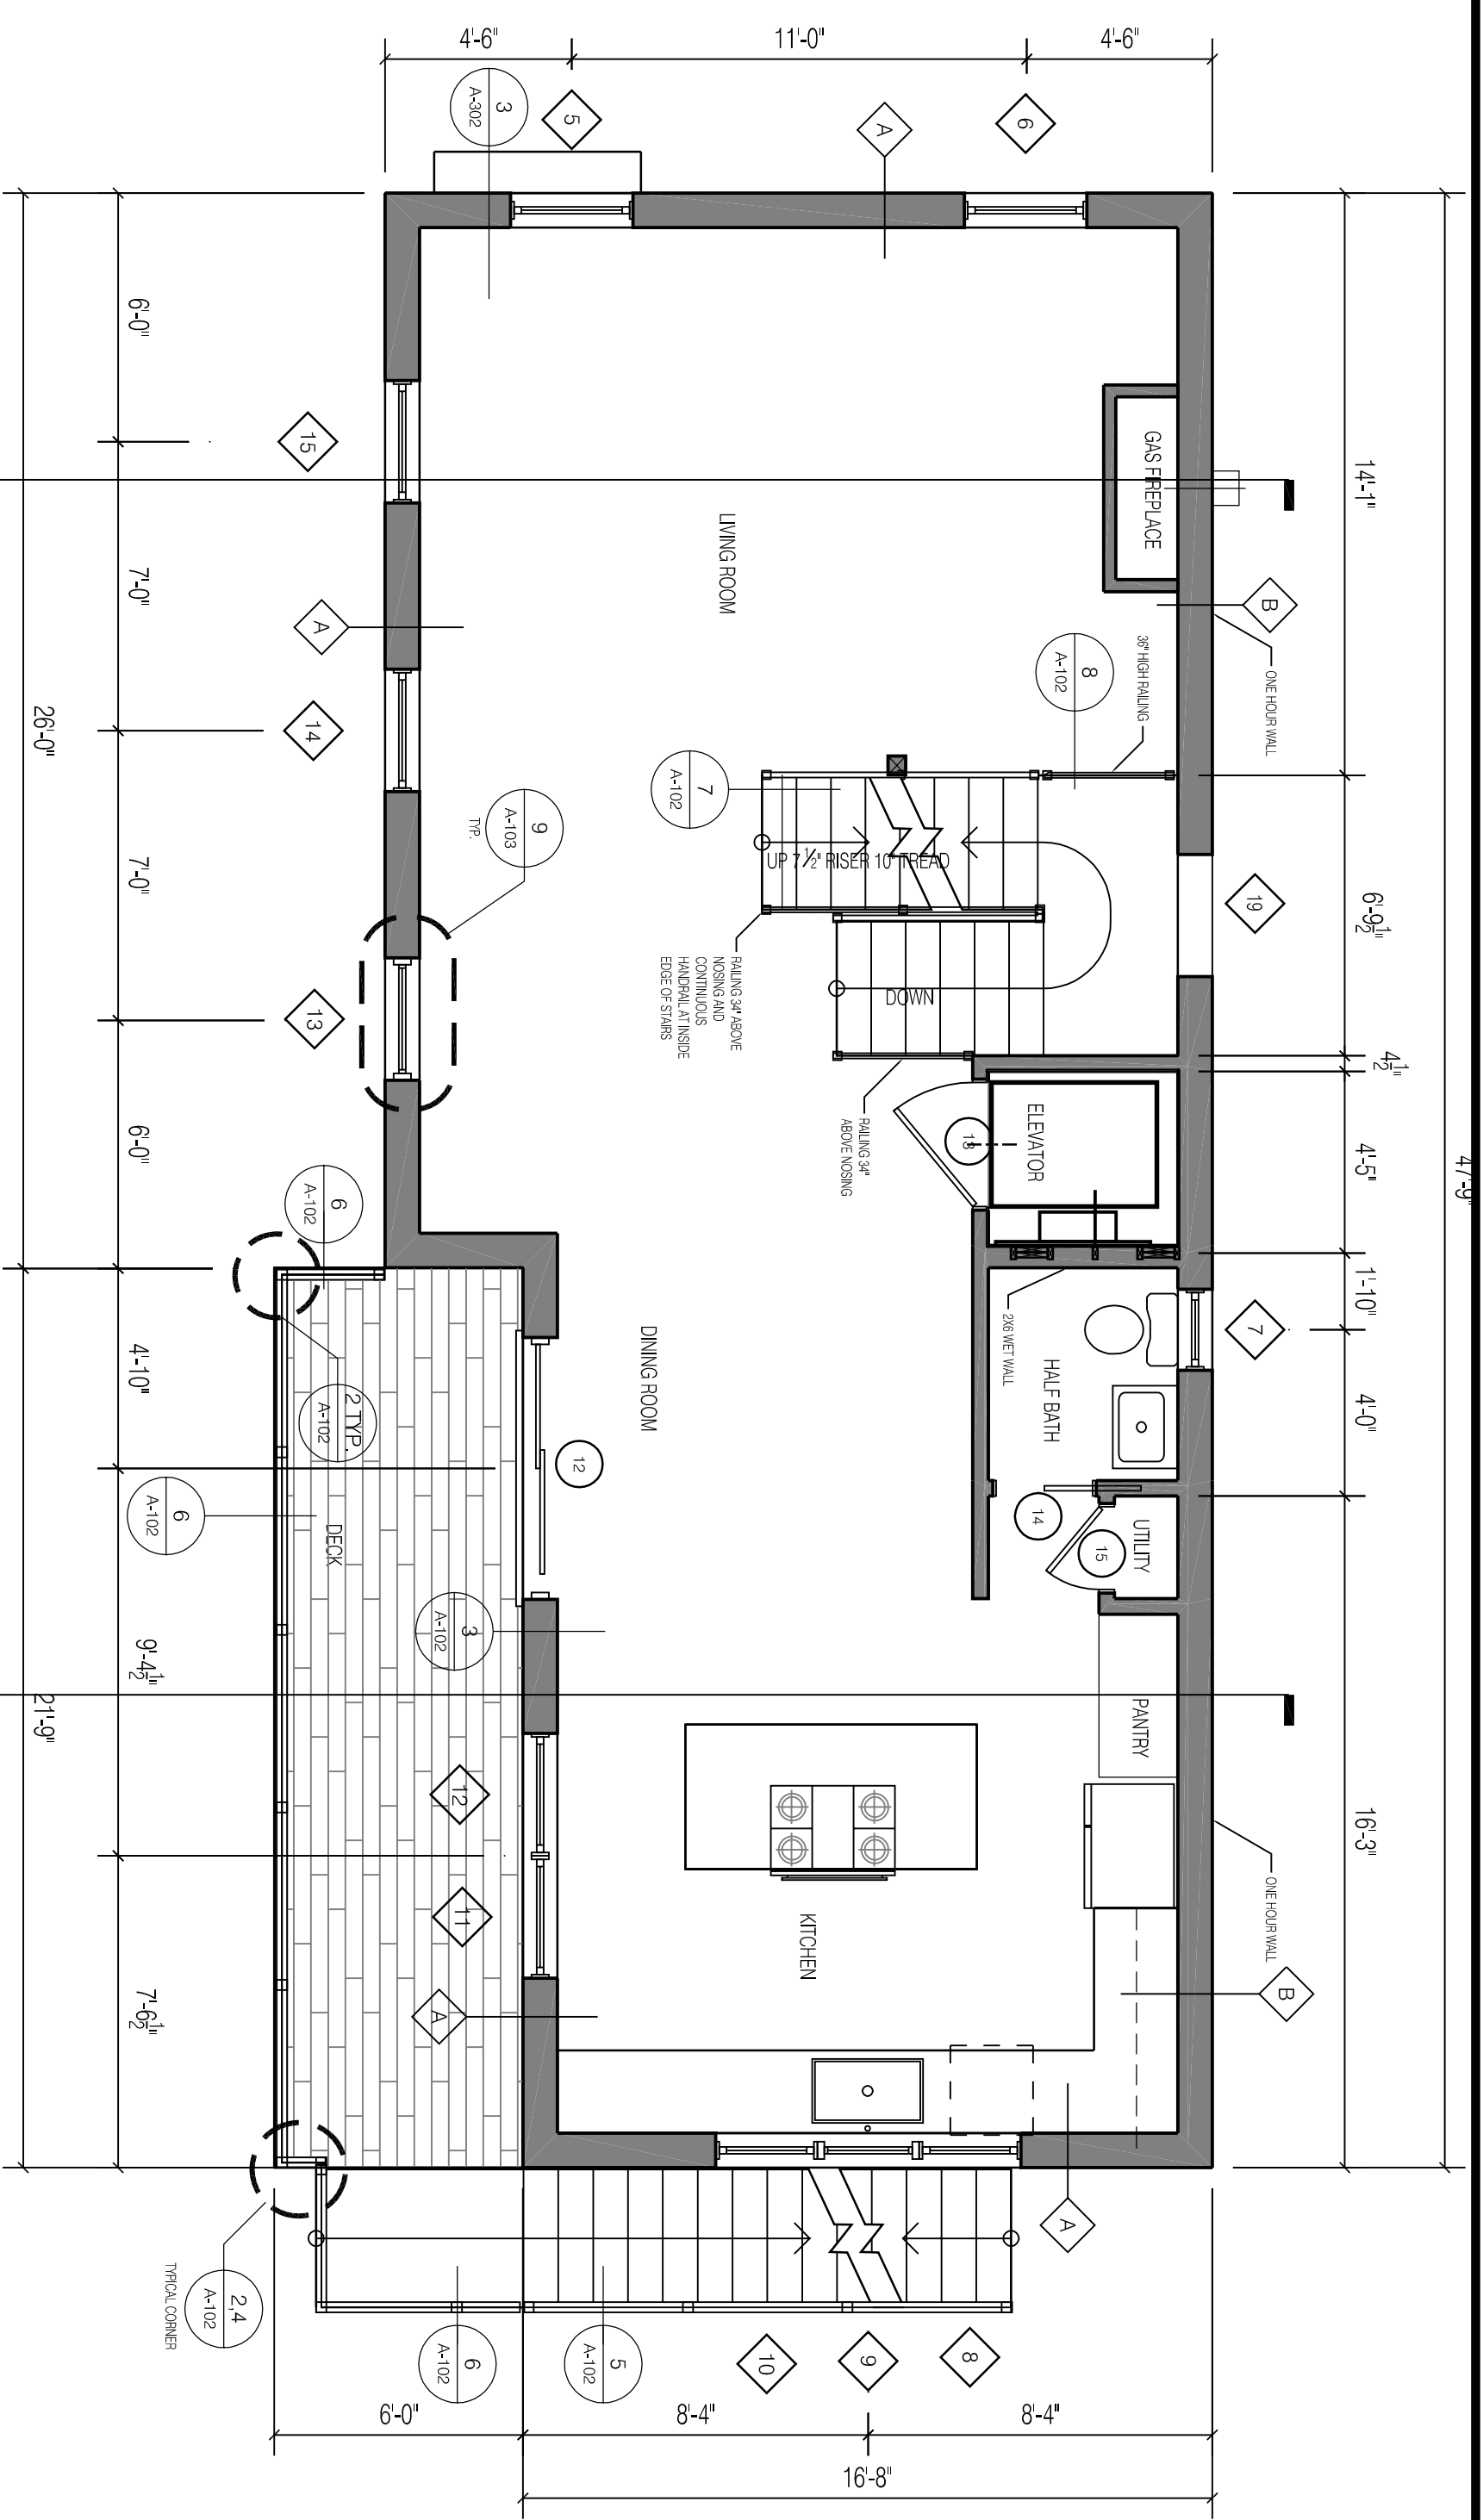 4'-6"
11'-0"
4'-6"
3
A-302
5
A
6
6'-0"
7'-0"
7'-0"
6'-0"
26'-0"
4'-10"
9'-4 1/2"
7'-6 1/2"
21'-9"
15
A
14
13
14'-1"
6'-9 1/2"
4 1/2"
4'-5"
1'-10"
4'-0"
16'-3"
47'-9"
GAS FIREPLACE
LIVING ROOM
B
ONE HOUR WALL
8
A-102
36" HIGH RAILING
7
A-102
9
A-103
TYP.
UP 7 1/2" RISER 10" TREAD
19
DOWN
RAILING 34" ABOVE
NOSING AND
CONTINUOUS
HANDRAIL AT INSIDE
EDGE OF STAIRS
RAILING 34"
ABOVE NOSING
ELEVATOR
13
6
A-102
2X6 WET WALL
7
HALF BATH
DINING ROOM
2 TYP.
A-102
12
14
15
UTILITY
6
A-102
DECK
3
A-102
PANTRY
12
11
KITCHEN
ONE HOUR WALL
B
A
A
2,4
A-102
TYPICAL CORNER
6
A-102
5
A-102
10
9
8
6'-0"
8'-4"
8'-4"
16'-8"